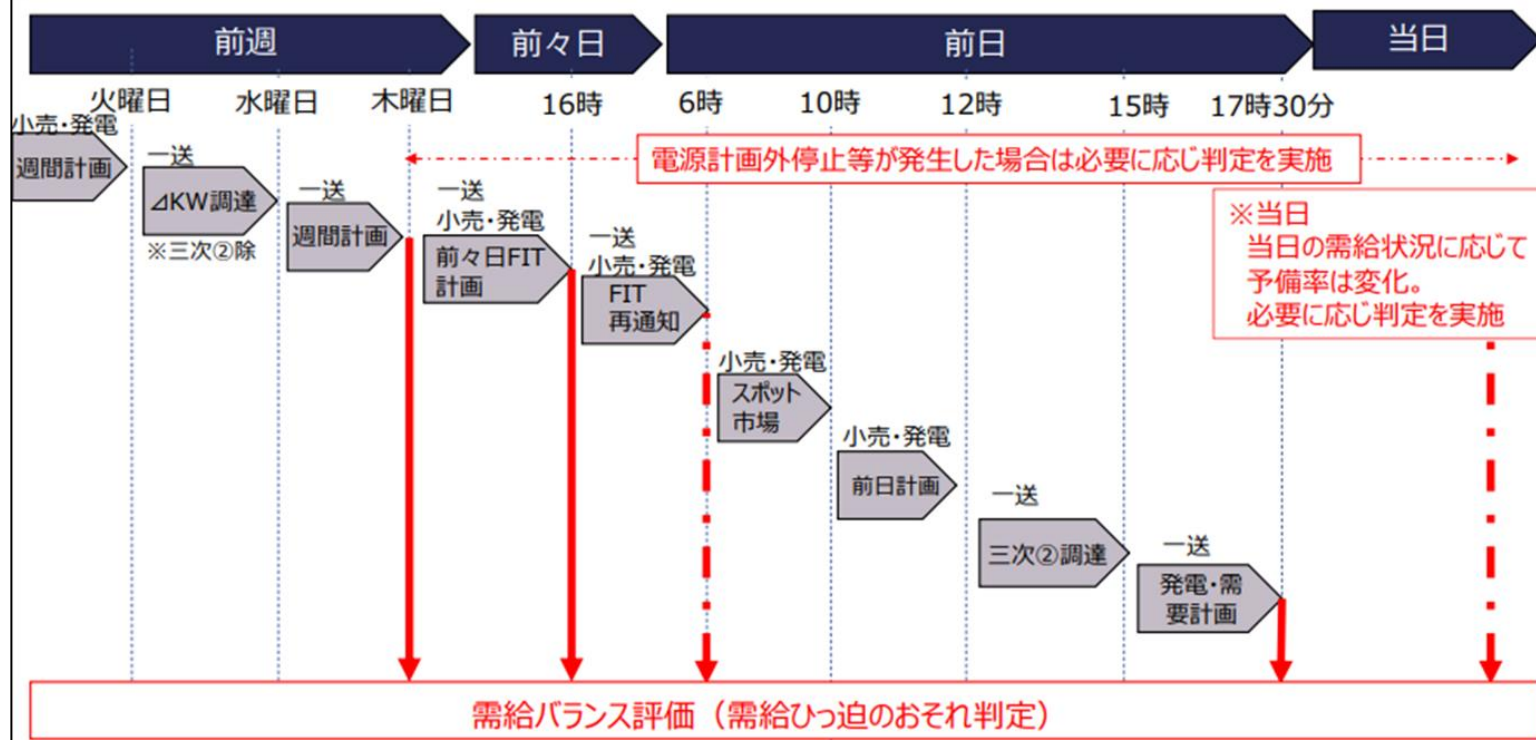 前週
前々日
前日
当日
火曜日
水曜日
木曜日
16時
6時
10時
12時
15時
17時30分
小売・発電
週間計画
一送
⊿KW調達
※三次②除
一送
週間計画
一送
小売・発電
前々日FIT
計画
一送
小売・発電
FIT
再通知
小売・発電
スポット
市場
小売・発電
前日計画
一送
三次②調達
一送
発電・需
要計画
電源計画外停止等が発生した場合は必要に応じ判定を実施
※当日
当日の需給状況に応じて
予備率は変化。
必要に応じ判定を実施
需給バランス評価（需給ひっ迫のおそれ判定）